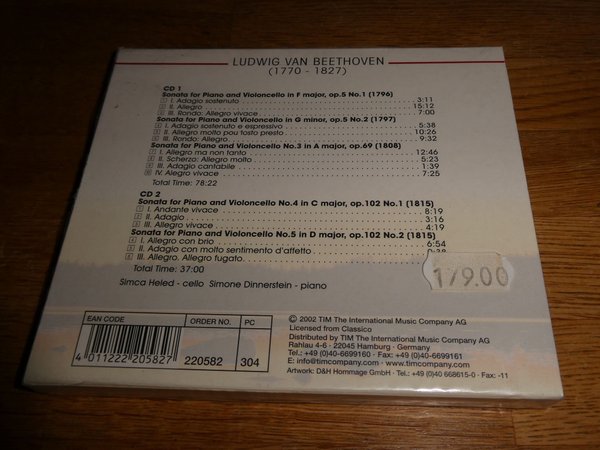 LUDWIG VAN BEETHOVEN
(1770 - 1827)
CD 1
Sonata for Piano and Violoncello in F major, op.5 No.1 (1796)
1 I. Adagio sostenuto 3:11
2 II. Allegro 15:12
3 III. Rondo: Allegro vivace 7:00
Sonata for Piano and Violoncello in G minor, op.5 No.2 (1797)
4 I. Adagio sostenuto e espressivo 5:38
5 II. Allegro molto pou tosto presto 10:26
6 III. Rondo: Allegro 9:32
Sonata for Piano and Violoncello No.3 in A major, op.69 (1808)
7 I. Allegro ma non tanto 12:46
8 II. Scherzo: Allegro molto 5:23
9 III. Adagio cantabile 1:39
10 IV. Alegro vivace 7:25
Total Time: 78:22
CD 2
Sonata for Piano and Violoncello No.4 in C major, op.102 No.1 (1815)
1 I. Andante vivace 8:19
2 II. Adagio 3:16
3 III. Allegro vivace 4:19
Sonata for Piano and Violoncello No.5 in D major, op.102 No.2 (1815)
4 I. Allegro con brio 6:54
5 II. Adagio con molto sentimento d'affetto
6 III. Allegro. Allegro fugato.
Total Time: 37:00
179.00
Simca Heled - cello Simone Dinnerstein - piano
EAN CODE ORDER NO. PC
4 011222 205827 220582 304
© 2002 TIM The International Music Company AG
Licensed from Classico
Distributed by TIM The International Music Company AG
Rahlau 4-6 - 22045 Hamburg - Germany
Tel.: +49 (0)40-6699160 - Fax: +49 (0)40-66999161
E: info@timcompany.com - www.timcompany.com
Artwork: D&H Hommage GmbH - Tel.: +49 (0)40 668615-0 - Fax: -11